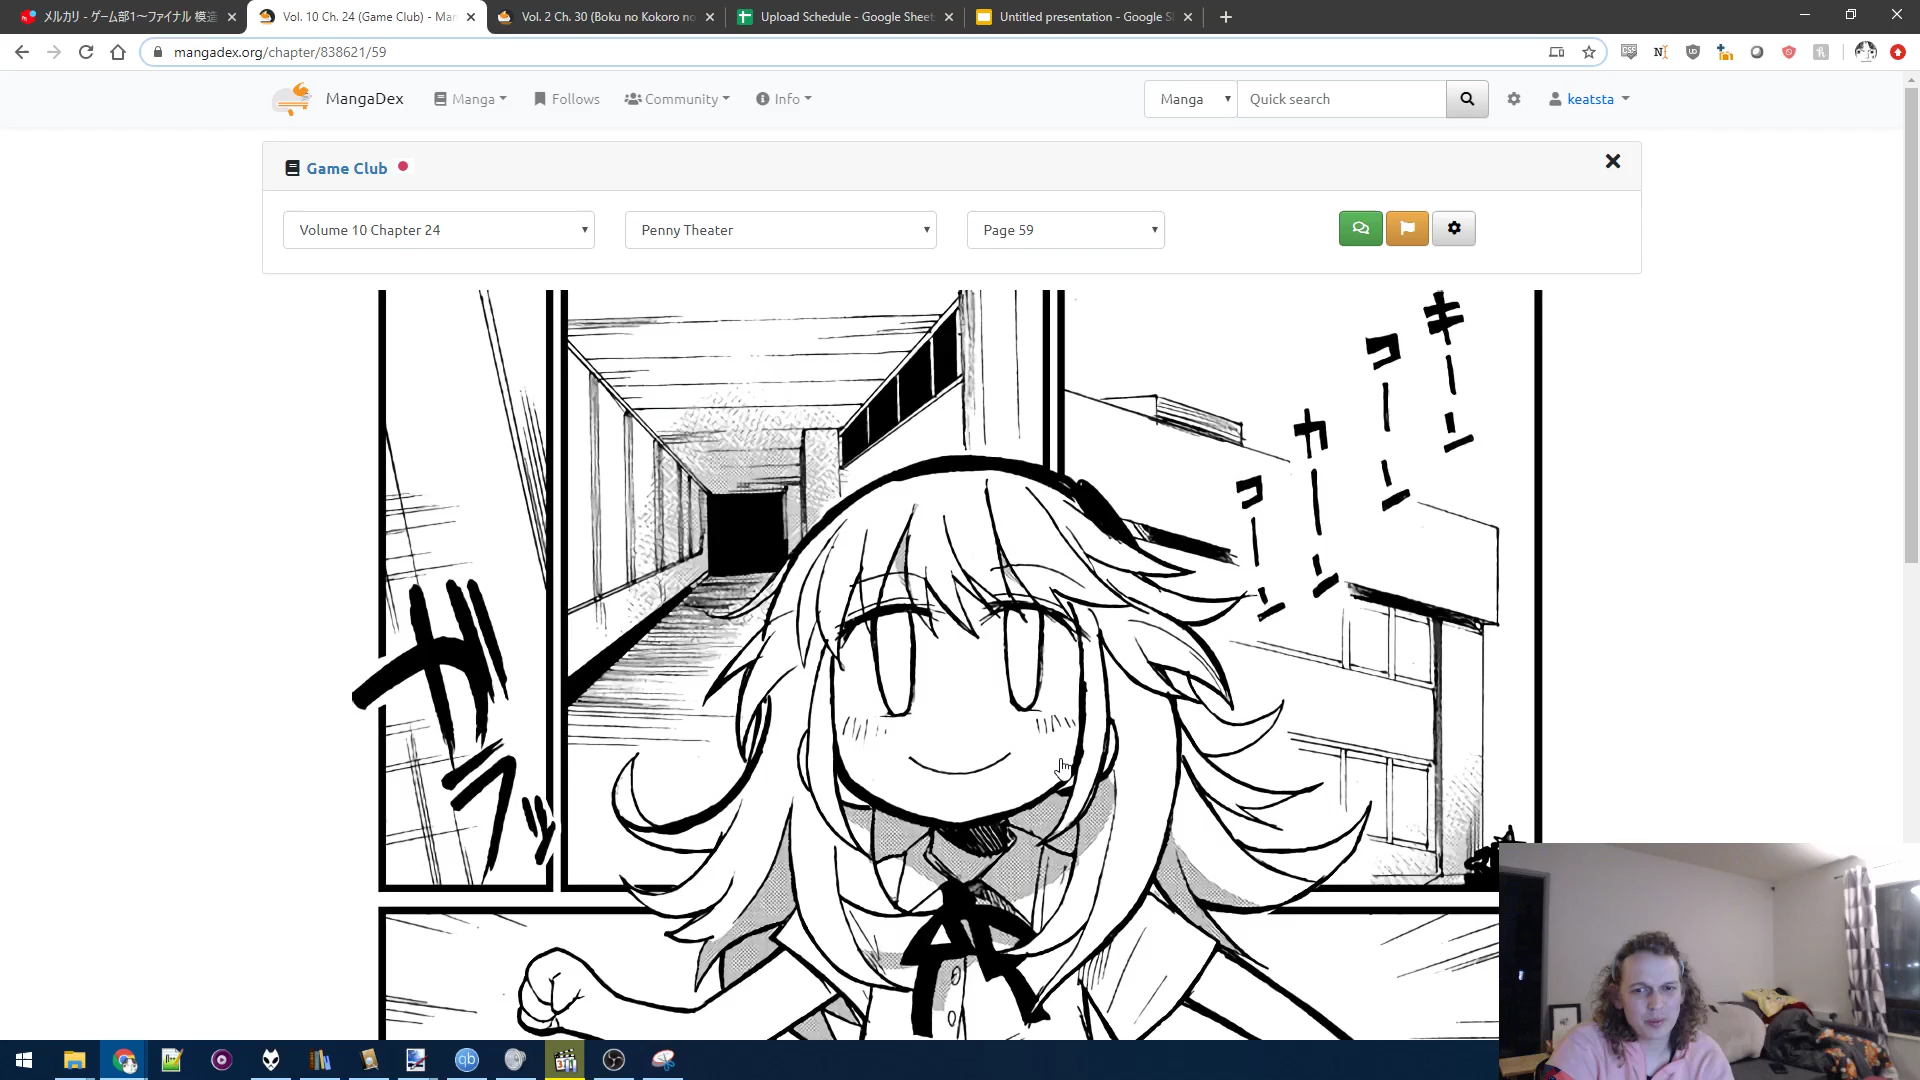 メルカリ - ゲーム部1～ファイナル 模造
Vol. 10 Ch. 24 (Game Club) - Man
Vol. 2 Ch. 30 (Boku no Kokoro no
Upload Schedule - Google Sheet
Untitled presentation - Google Sl
mangadex.org/chapter/838621/59
MangaDex
Manga
Follows
Community
Info
Manga
Quick search
keatsta
Game Club
Volume 10 Chapter 24
Penny Theater
Page 59
キーン
コーン
カーン
コーン
ガラッ